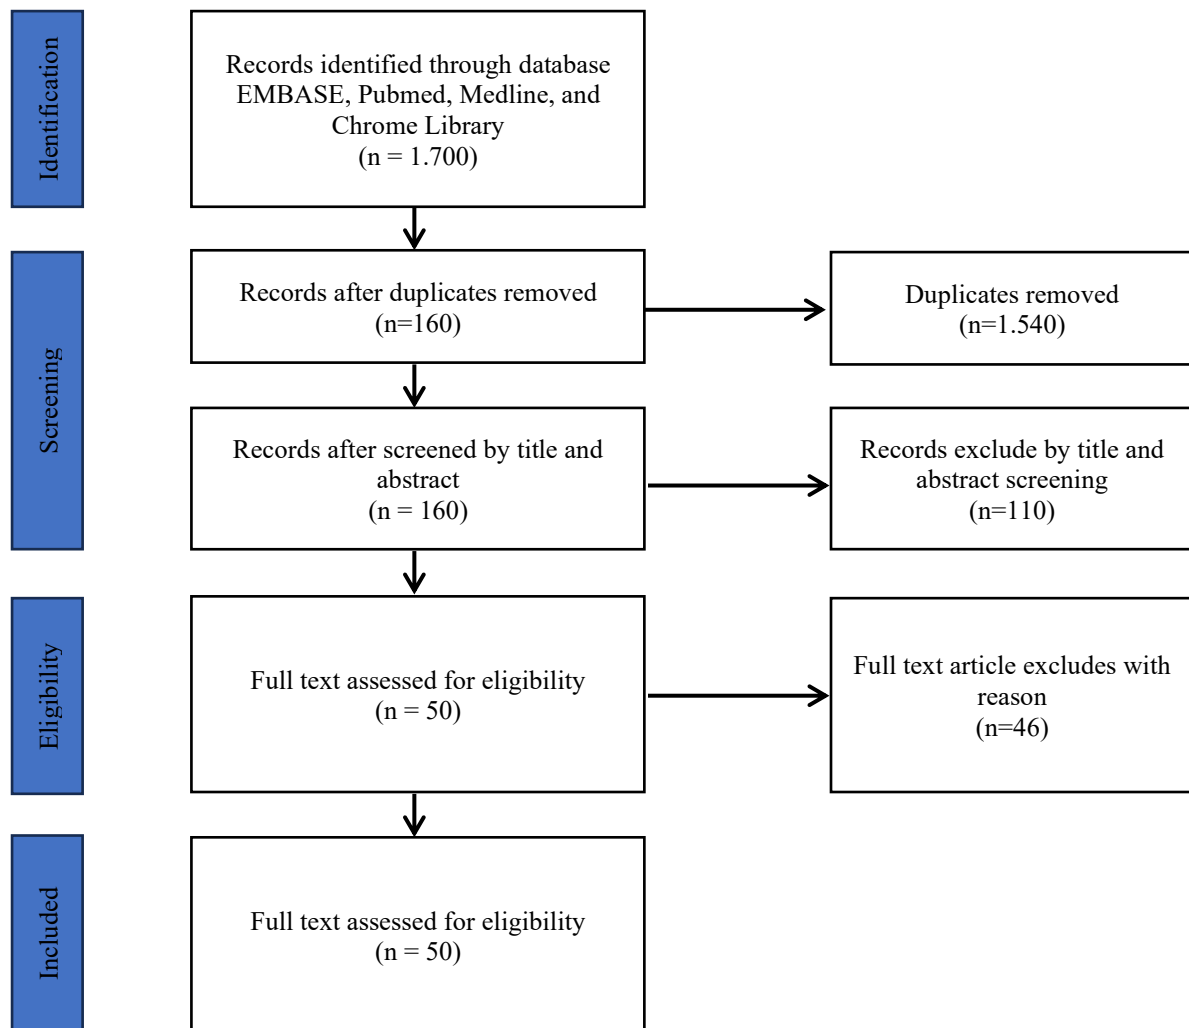 Identification
Records identified through database
EMBASE, Pubmed, Medline, and
Chrome Library
(n = 1.700)
Screening
Records after duplicates removed
(n=160)
Duplicates removed
(n=1.540)
Records after screened by title and
abstract
(n = 160)
Records exclude by title and
abstract screening
(n=110)
Eligibility
Full text assessed for eligibility
(n = 50)
Full text article excludes with
reason
(n=46)
Included
Full text assessed for eligibility
(n = 50)